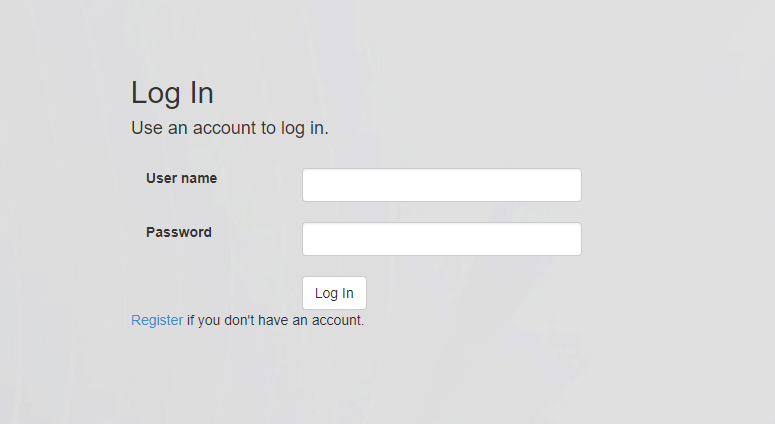 Log In
Use an account to log in.
User name
Password
Log In
Register if you don't have an account.